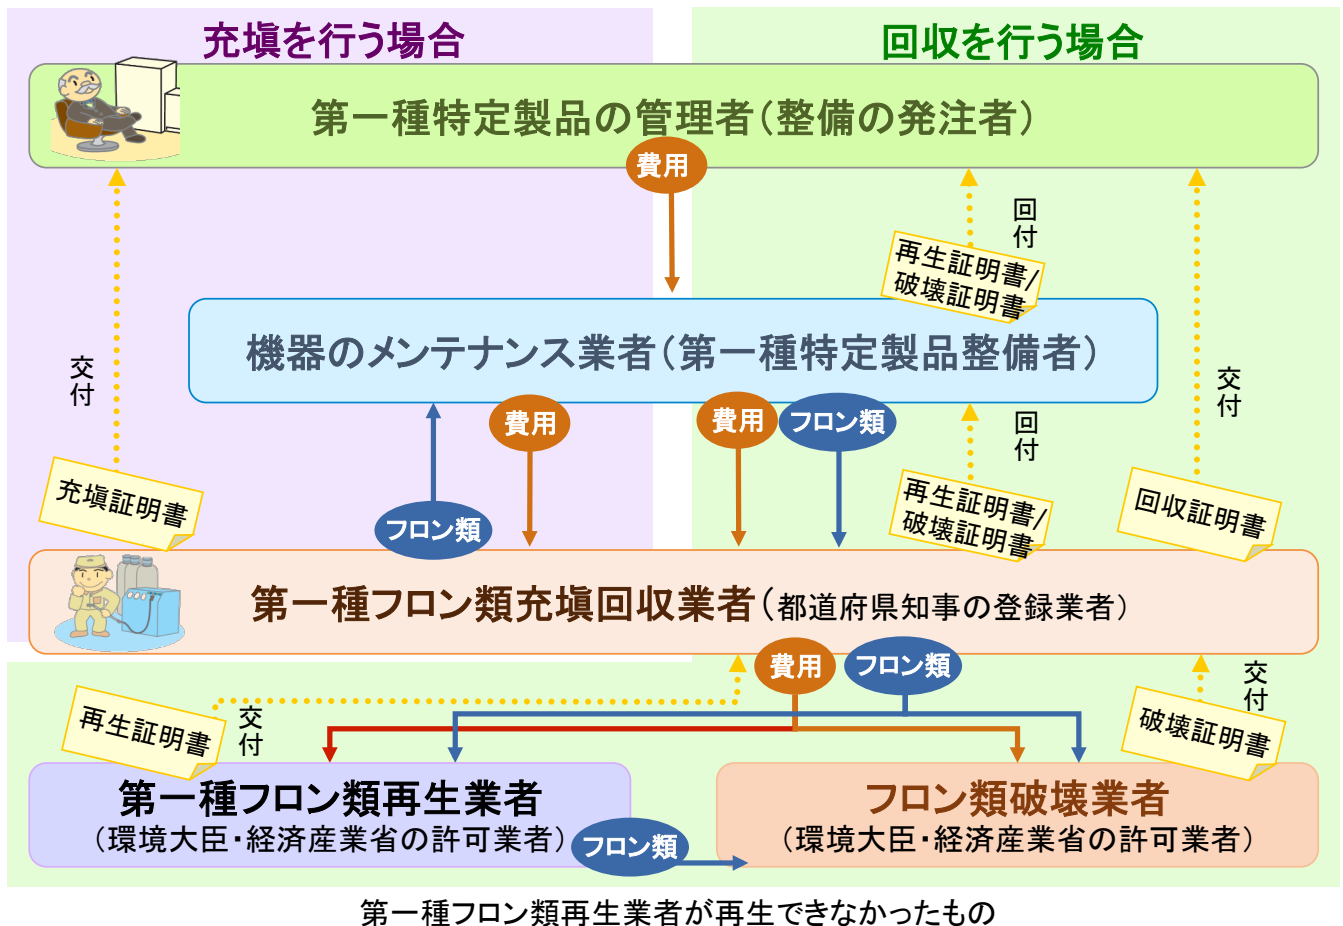 充塡を行う場合
回収を行う場合
第一種特定製品の管理者（整備の発注者）
費用
回付
再生証明書/
破壊証明書
機器のメンテナンス業者（第一種特定製品整備者）
交付
交付
費用
費用
フロン類
回付
充塡証明書
フロン類
再生証明書/
破壊証明書
回収証明書
第一種フロン類充塡回収業者（都道府県知事の登録業者）
費用
フロン類
再生証明書
交付
交付
破壊証明書
第一種フロン類再生業者
（環境大臣・経済産業省の許可業者）
フロン類
フロン類破壊業者
（環境大臣・経済産業省の許可業者）
第一種フロン類再生業者が再生できなかったもの